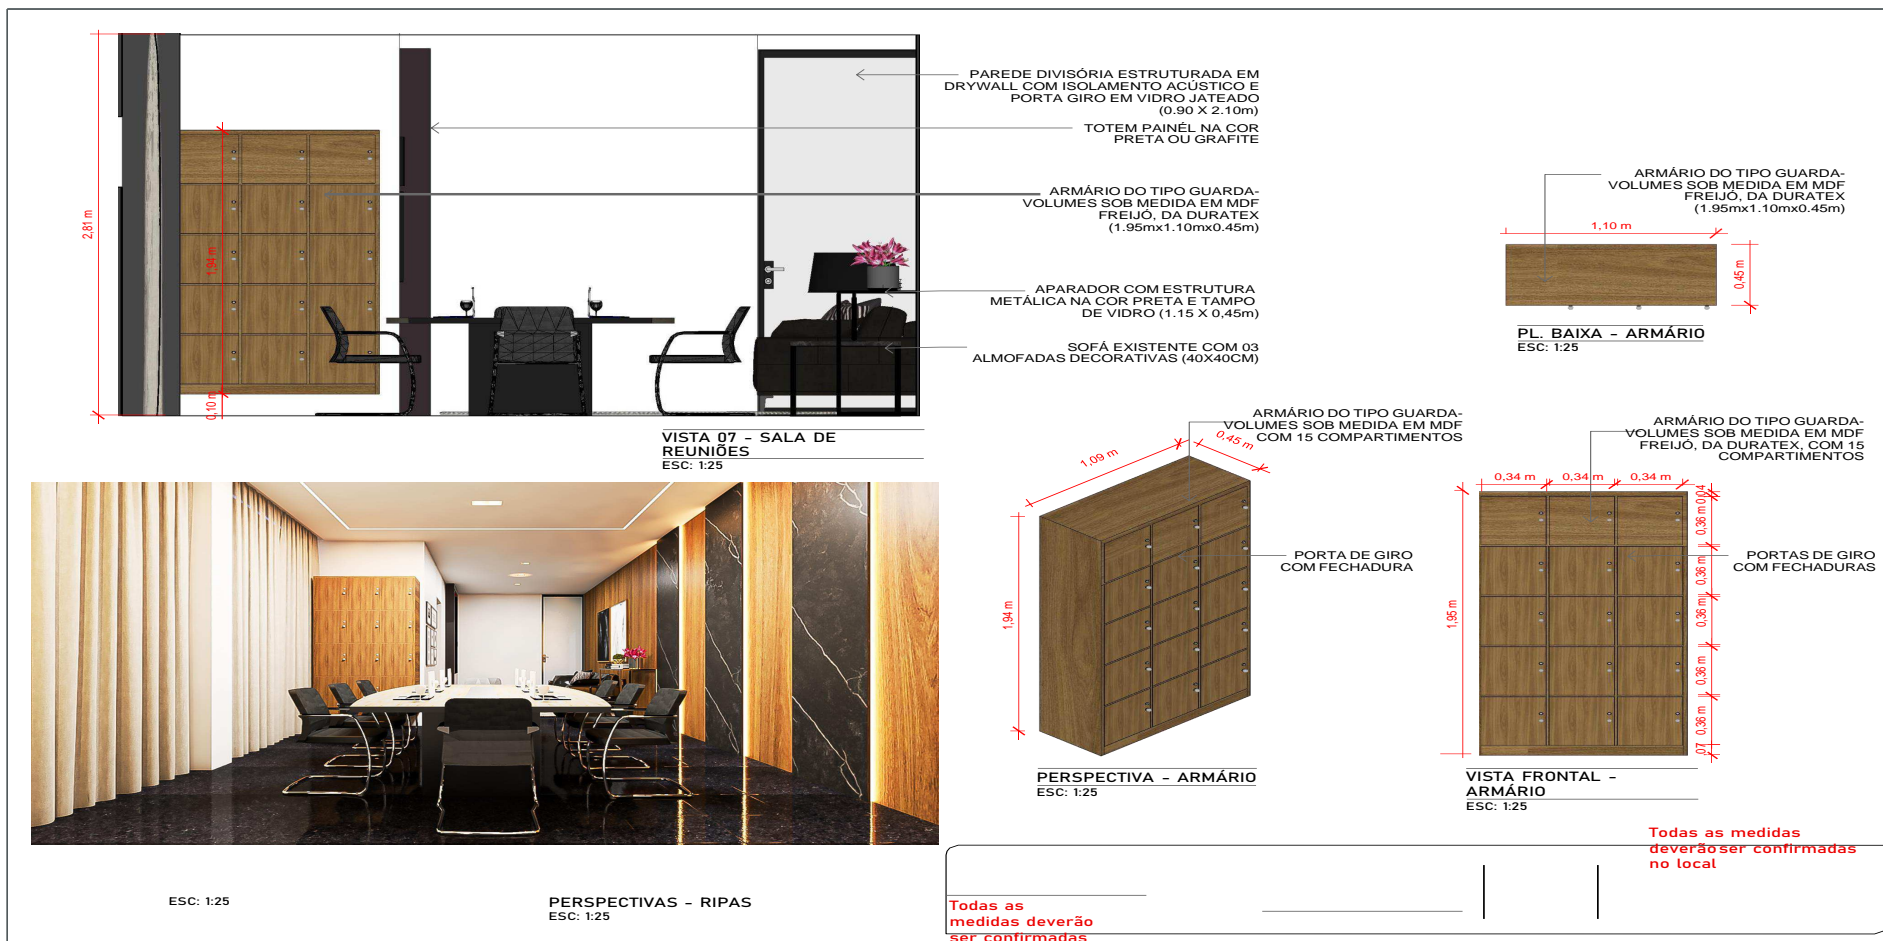 PAREDE DIVISÓRIA ESTRUTURADA EM
DRYWALL COM ISOLAMENTO ACÚSTICO E
PORTA GIRO EM VIDRO JATEADO
(0.90 X 2.10m)
TOTEM PAINÉL NA COR
PRETA OU GRAFITE
ARMÁRIO DO TIPO GUARDA-
VOLUMES SOB MEDIDA EM MDF
FREIJÓ, DA DURATEX
(1.95mx1.10mx0.45m)
APARADOR COM ESTRUTURA
METÁLICA NA COR PRETA E TAMPO
DE VIDRO (1.15 X 0,45m)
SOFÁ EXISTENTE COM 03
ALMOFADAS DECORATIVAS (40X40CM)
2,81 m
1,94 m
0,10 m
VISTA 07 - SALA DE
REUNIÕES
ESC: 1:25
ARMÁRIO DO TIPO GUARDA-
VOLUMES SOB MEDIDA EM MDF
FREIJÓ, DA DURATEX
(1.95mx1.10mx0.45m)
1,10 m
0,45 m
PL. BAIXA - ARMÁRIO
ESC: 1:25
ARMÁRIO DO TIPO GUARDA-
VOLUMES SOB MEDIDA EM MDF
COM 15 COMPARTIMENTOS
1,09 m
0,45 m
1,94 m
PORTA DE GIRO
COM FECHADURA
PERSPECTIVA - ARMÁRIO
ESC: 1:25
ARMÁRIO DO TIPO GUARDA-
VOLUMES SOB MEDIDA EM MDF
FREIJÓ, DA DURATEX, COM 15
COMPARTIMENTOS
0,34 m
0,34 m
0,34 m
0,04
0,36 m
0,36 m
0,36 m
0,36 m
0,36 m
07
1,95 m
PORTAS DE GIRO
COM FECHADURAS
VISTA FRONTAL -
ARMÁRIO
ESC: 1:25
Todas as medidas
deverão ser confirmadas
no local
ESC: 1:25
PERSPECTIVAS - RIPAS
ESC: 1:25
Todas as
medidas deverão
ser confirmadas